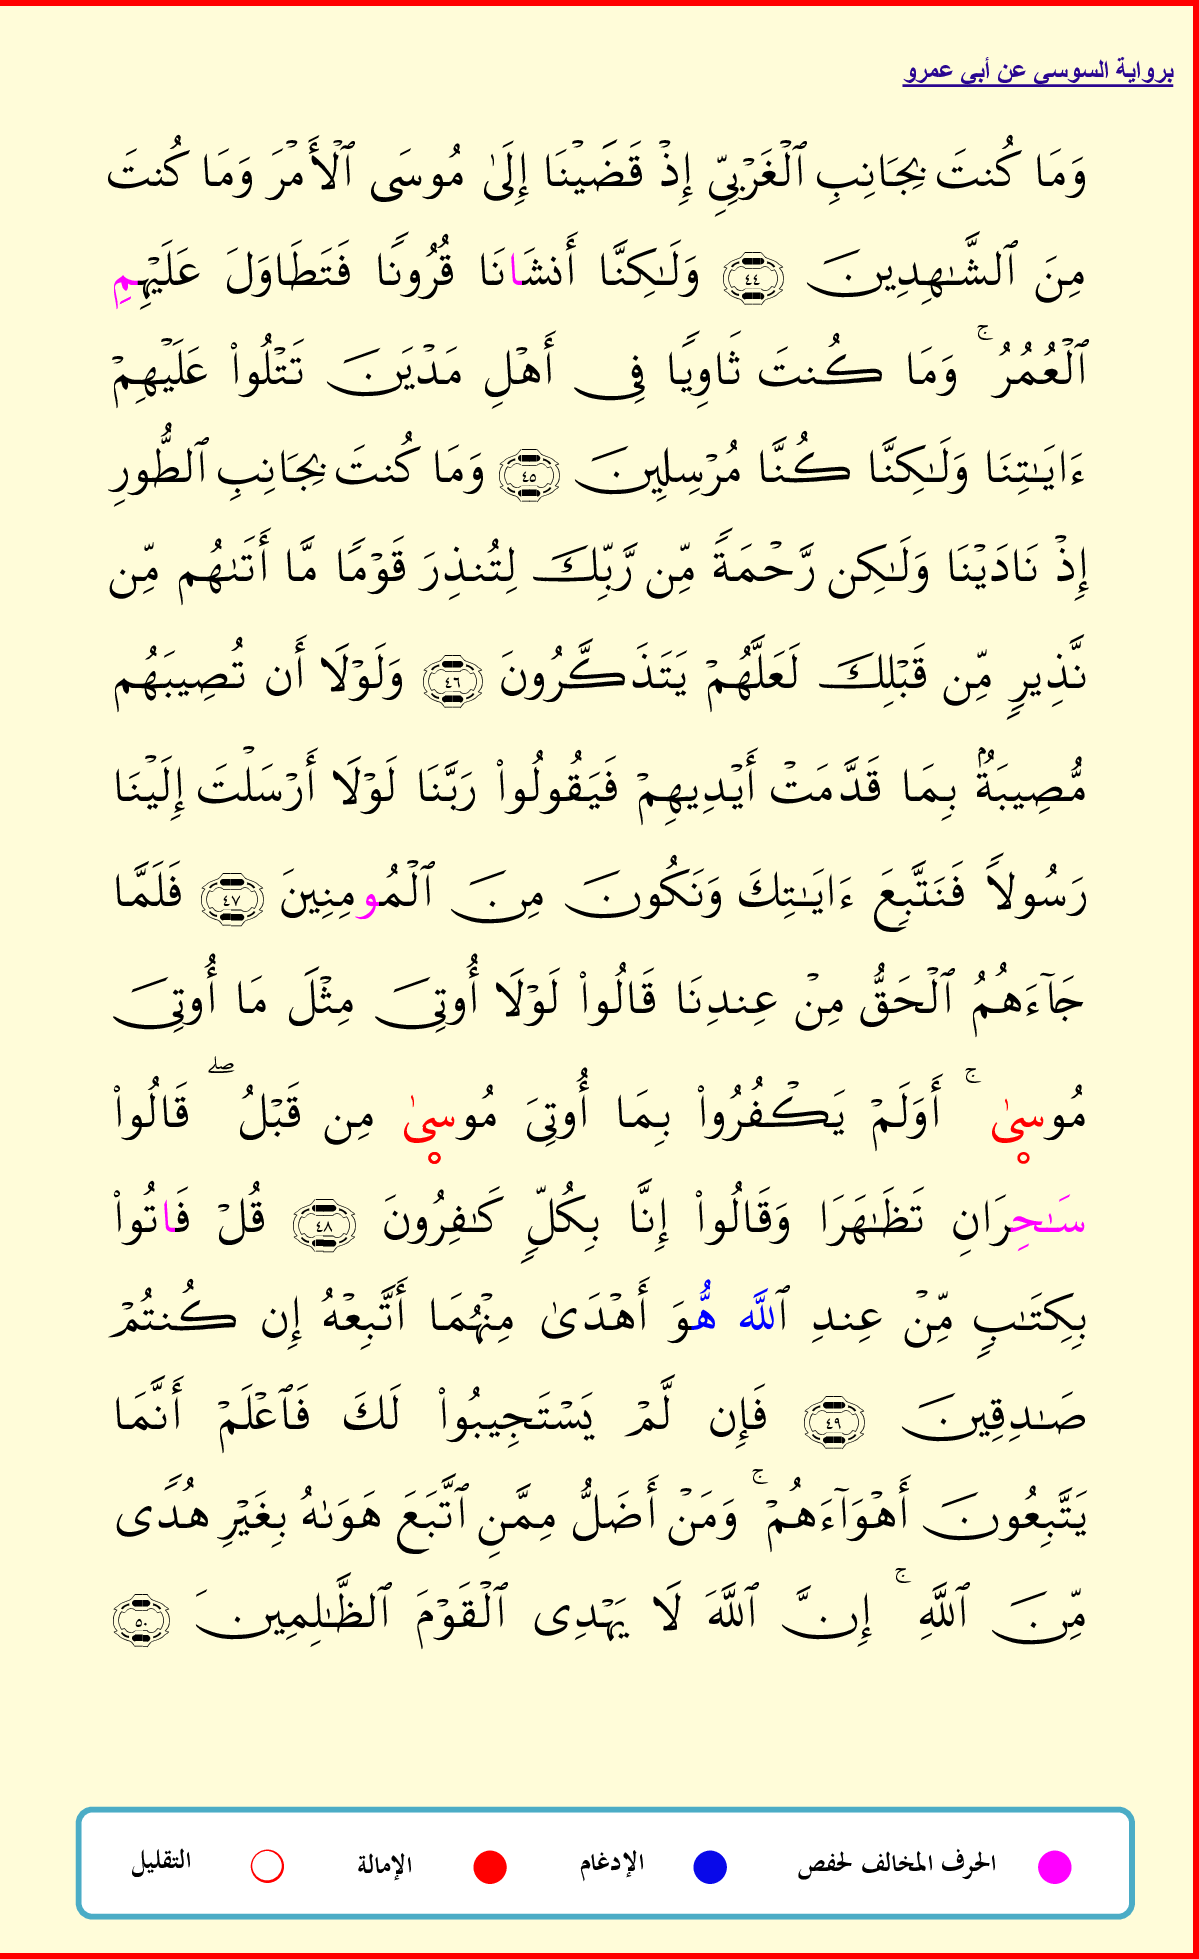 برواية السوسى عن أبى عمرو
وَمَا كُنتَ بِجَانِبِ ٱلْغَرْبِىِّ إِذْ قَضَيْنَا إِلَىٰ مُوسَى ٱلْأَمْرَ وَمَا كُنتَ
مِنَ ٱلشَّـٰهِدِينَ ٤٤ وَلَـٰكِنَّا أَنشَانَا قُرُونًا فَتَطَاوَلَ عَلَيْهِمِ
ٱلْعُمُرُ ۚ وَمَا كُنتَ ثَاوِيًا فِى أَهْلِ مَدْيَنَ تَتْلُوا۟ عَلَيْهِمْ
ءَايَـٰتِنَا وَلَـٰكِنَّا كُنَّا مُرْسِلِينَ ٤٥ وَمَا كُنتَ بِجَانِبِ ٱلطُّورِ
إِذْ نَادَيْنَا وَلَـٰكِن رَّحْمَةً مِّن رَّبِّكَ لِتُنذِرَ قَوْمًا مَّا أَتَىٰهُم مِّن
نَّذِيرٍ مِّن قَبْلِكَ لَعَلَّهُمْ يَتَذَكَّرُونَ ٤٦ وَلَوْلَا أَن تُصِيبَهُم
مُّصِيبَةٌۢ بِمَا قَدَّمَتْ أَيْدِيهِمْ فَيَقُولُوا۟ رَبَّنَا لَوْلَا أَرْسَلْتَ إِلَيْنَا
رَسُولًا فَنَتَّبِعَ ءَايَـٰتِكَ وَنَكُونَ مِنَ ٱلْمُومِنِينَ ٤٧ فَلَمَّا
جَآءَهُمُ ٱلْحَقُّ مِنْ عِندِنَا قَالُوا۟ لَوْلَا أُوتِىَ مِثْلَ مَا أُوتِىَ
مُوسىٰ ۚ أَوَلَمْ يَكْفُرُوا۟ بِمَا أُوتِىَ مُوسىٰ مِن قَبْلُ ۖ قَالُوا۟
سَـٰحِرَانِ تَظَـٰهَرَا وَقَالُوا۟ إِنَّا بِكُلٍّ كَـٰفِرُونَ ٤٨ قُلْ فَاتُوا۟
بِكِتَـٰبٍ مِّنْ عِندِ ٱللَّه هُّوَ أَهْدَىٰ مِنْهُمَا أَتَّبِعْهُ إِن كُنتُمْ
صَـٰدِقِينَ ٤٩ فَإِن لَّمْ يَسْتَجِيبُوا۟ لَكَ فَٱعْلَمْ أَنَّمَا
يَتَّبِعُونَ أَهْوَآءَهُمْ ۚ وَمَنْ أَضَلُّ مِمَّنِ ٱتَّبَعَ هَوَىٰهُ بِغَيْرِ هُدًى
مِّنَ ٱللَّهِ ۚ إِنَّ ٱللَّهَ لَا يَهْدِى ٱلْقَوْمَ ٱلظَّـٰلِمِينَ ٥٠
الحرف المخالف لحفص الإدغام الإمالة التقليل